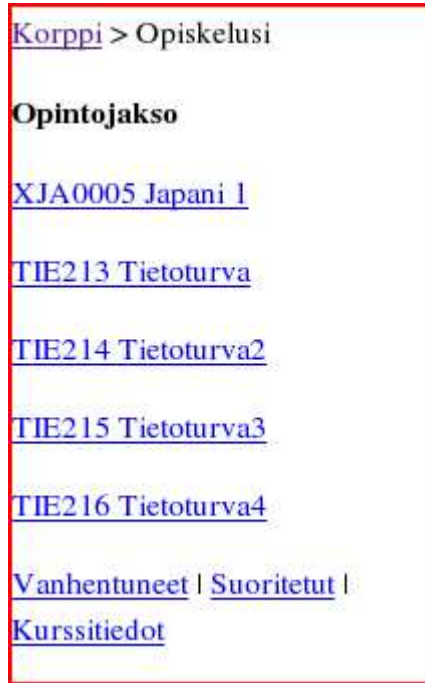 Korppi > Opiskelusi
Opintojakso
XJA0005 Japani 1
TIE213 Tietoturva
TIE214 Tietoturva2
TIE215 Tietoturva3
TIE216 Tietoturva4
Vanhentuneet | Suoritetut |
Kurssitiedot